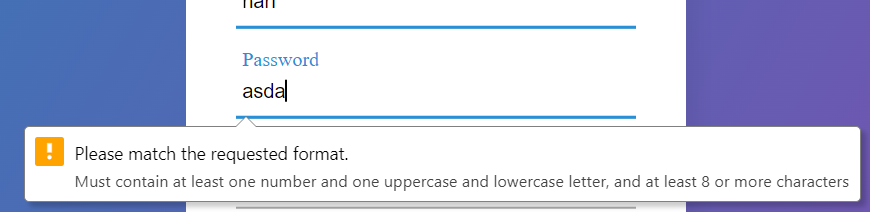 Password
asda
Please match the requested format.
Must contain at least one number and one uppercase and lowercase letter, and at least 8 or more characters